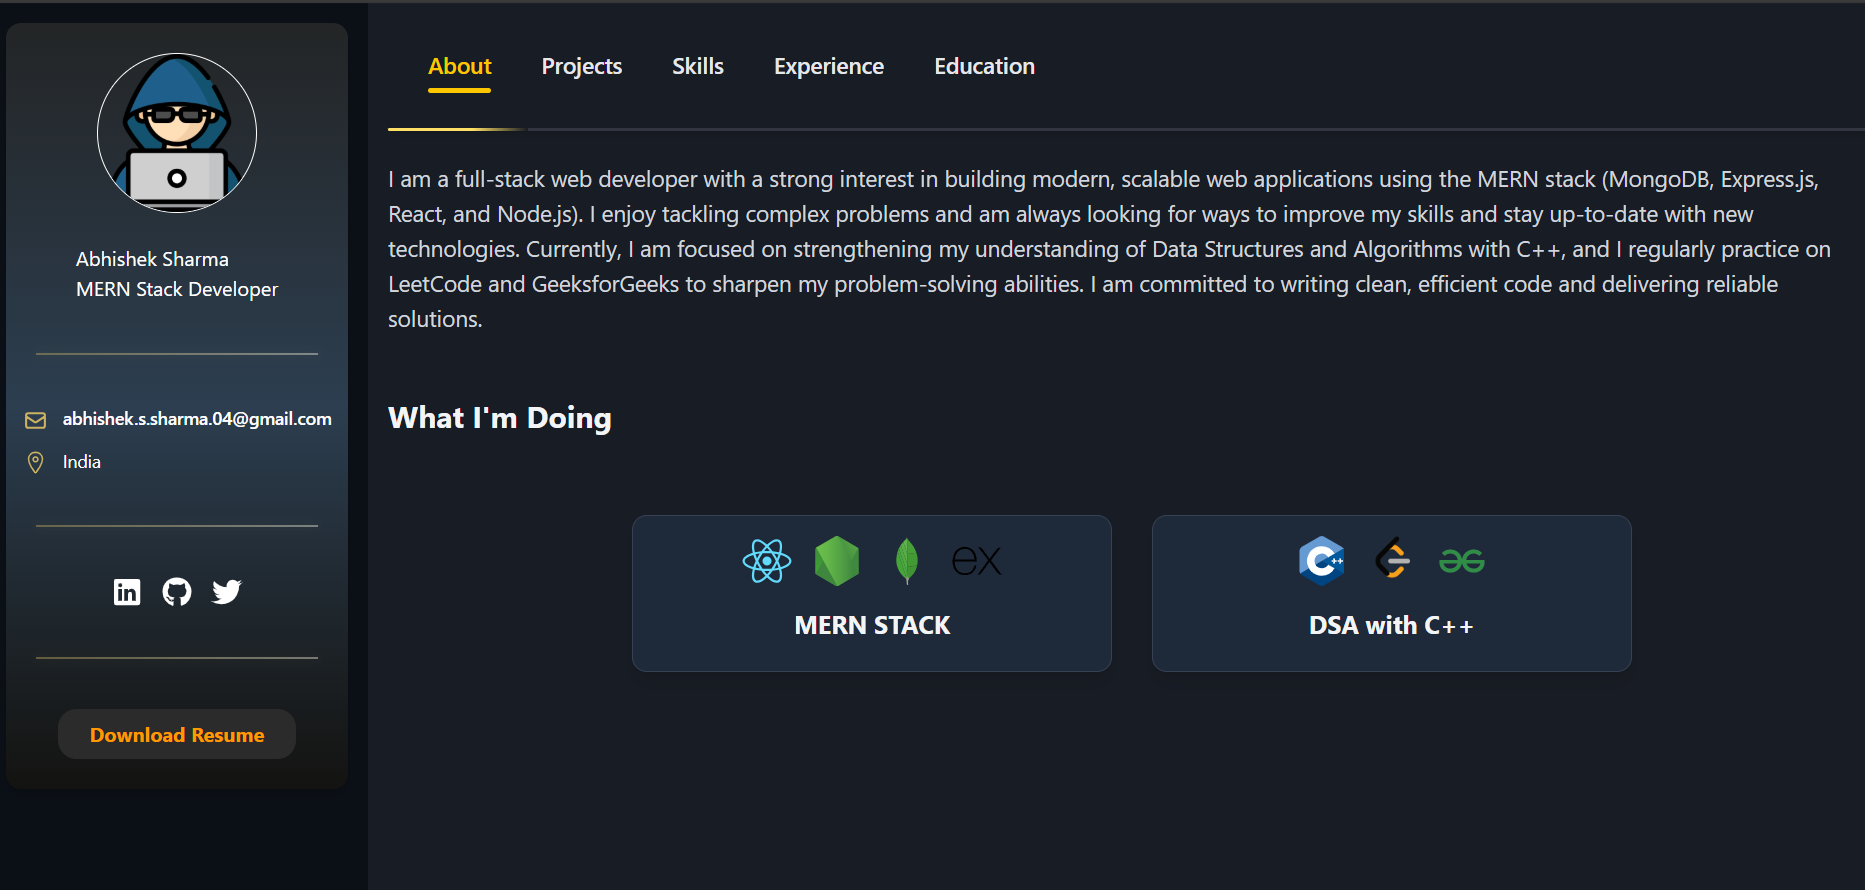 Abhishek Sharma
MERN Stack Developer
abhishek.s.sharma.04@gmail.com
India
in
Download Resume
About Projects Skills Experience Education
I am a full-stack web developer with a strong interest in building modern, scalable web applications using the MERN stack (MongoDB, Express.js,
React, and Node.js). I enjoy tackling complex problems and am always looking for ways to improve my skills and stay up-to-date with new
technologies. Currently, I am focused on strengthening my understanding of Data Structures and Algorithms with C++, and I regularly practice on
LeetCode and GeeksforGeeks to sharpen my problem-solving abilities. I am committed to writing clean, efficient code and delivering reliable
solutions.
What I'm Doing
ex
MERN STACK
C++
DSA with C++